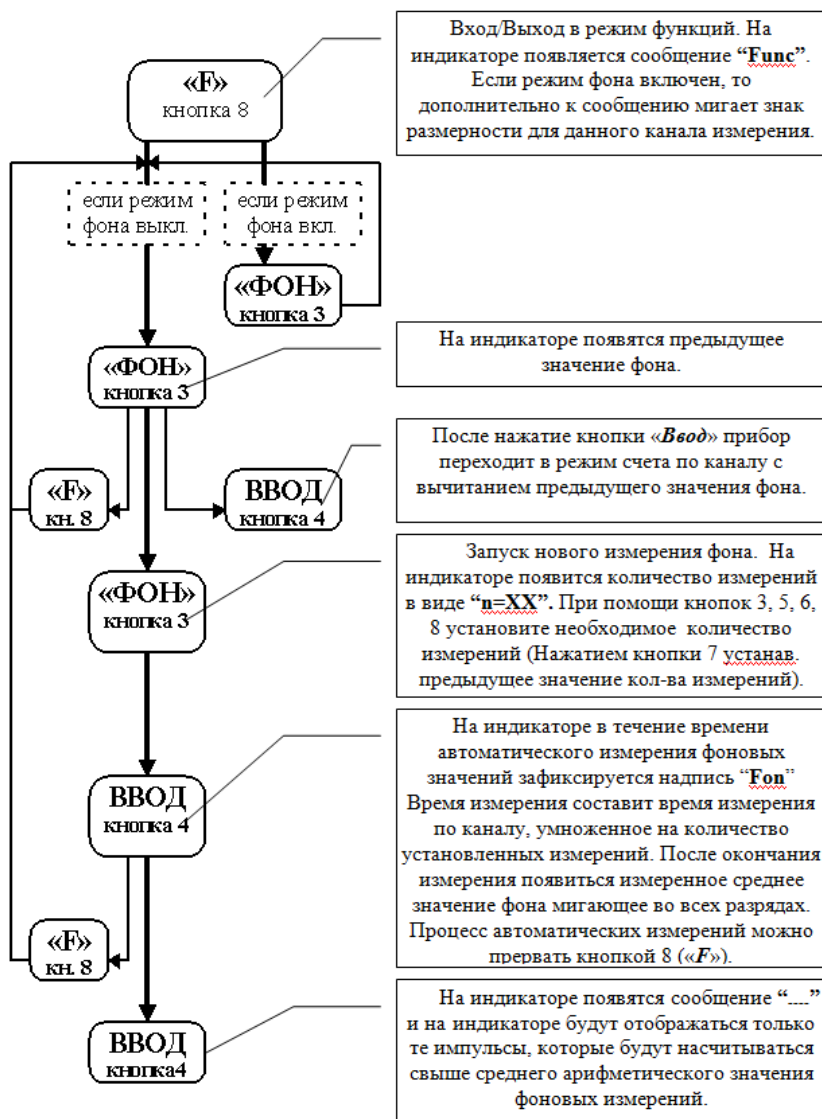 Вход/Выход в режим функций. На
индикаторе появляется сообщение “Func”.
Если режим фона включен, то
дополнительно к сообщению мигает знак
размерности для данного канала измерения.
«F»
кнопка 8
если режим
фона выкл.
если режим
фона вкл.
«ФОН»
кнопка 3
«ФОН»
кнопка 3
На индикаторе появятся предыдущее
значение фона.
После нажатие кнопки «Ввод» прибор
переходит в режим счета по каналу с
вычитанием предыдущего значения фона.
«F»
кн. 8
ВВОД
кнопка 4
Запуск нового измерения фона. На
индикаторе появится количество измерений
в виде “n=XX”. При помощи кнопок 3, 5, 6,
8 установите необходимое количество
измерений (Нажатием кнопки 7 устанав.
предыдущее значение кол-ва измерений).
«ФОН»
кнопка 3
На индикаторе в течение времени
автоматического измерения фоновых
значений зафиксируется надпись “Fon”
Время измерения составит время измерения
по каналу, умноженное на количество
установленных измерений. После окончания
измерения появиться измеренное среднее
значение фона мигающее во всех разрядах.
Процесс автоматических измерений можно
прервать кнопкой 8 («F»).
ВВОД
кнопка 4
«F»
кн. 8
На индикаторе появятся сообщение “....”
и на индикаторе будут отображаться только
те импульсы, которые будут насчитываться
свыше среднего арифметического значения
фоновых измерений.
ВВОД
кнопка4